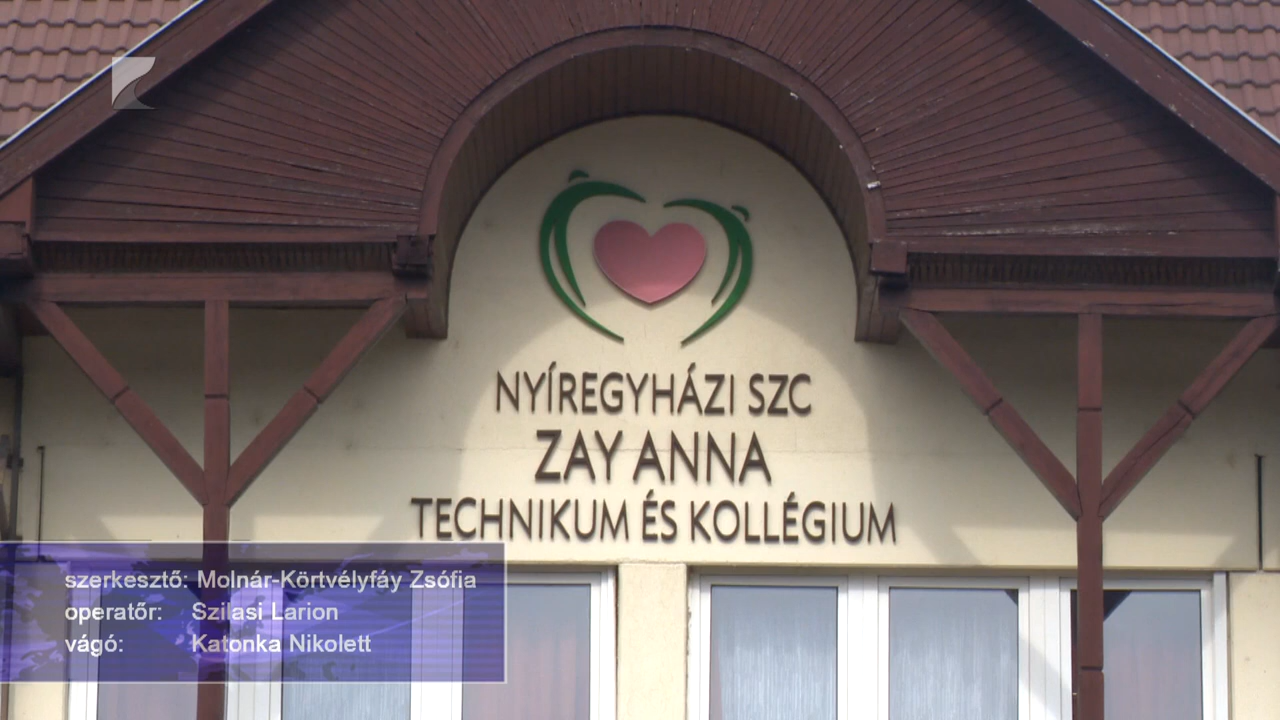 NYÍREGYHÁZI SZC
ZAY ANNA
TECHNIKUM ÉS KOLLÉGIUM
szerkesztő: Molnár-Körtvélyfáy Zsófia
operatőr: Szilasi Larion
vágó: Katonka Nikolett